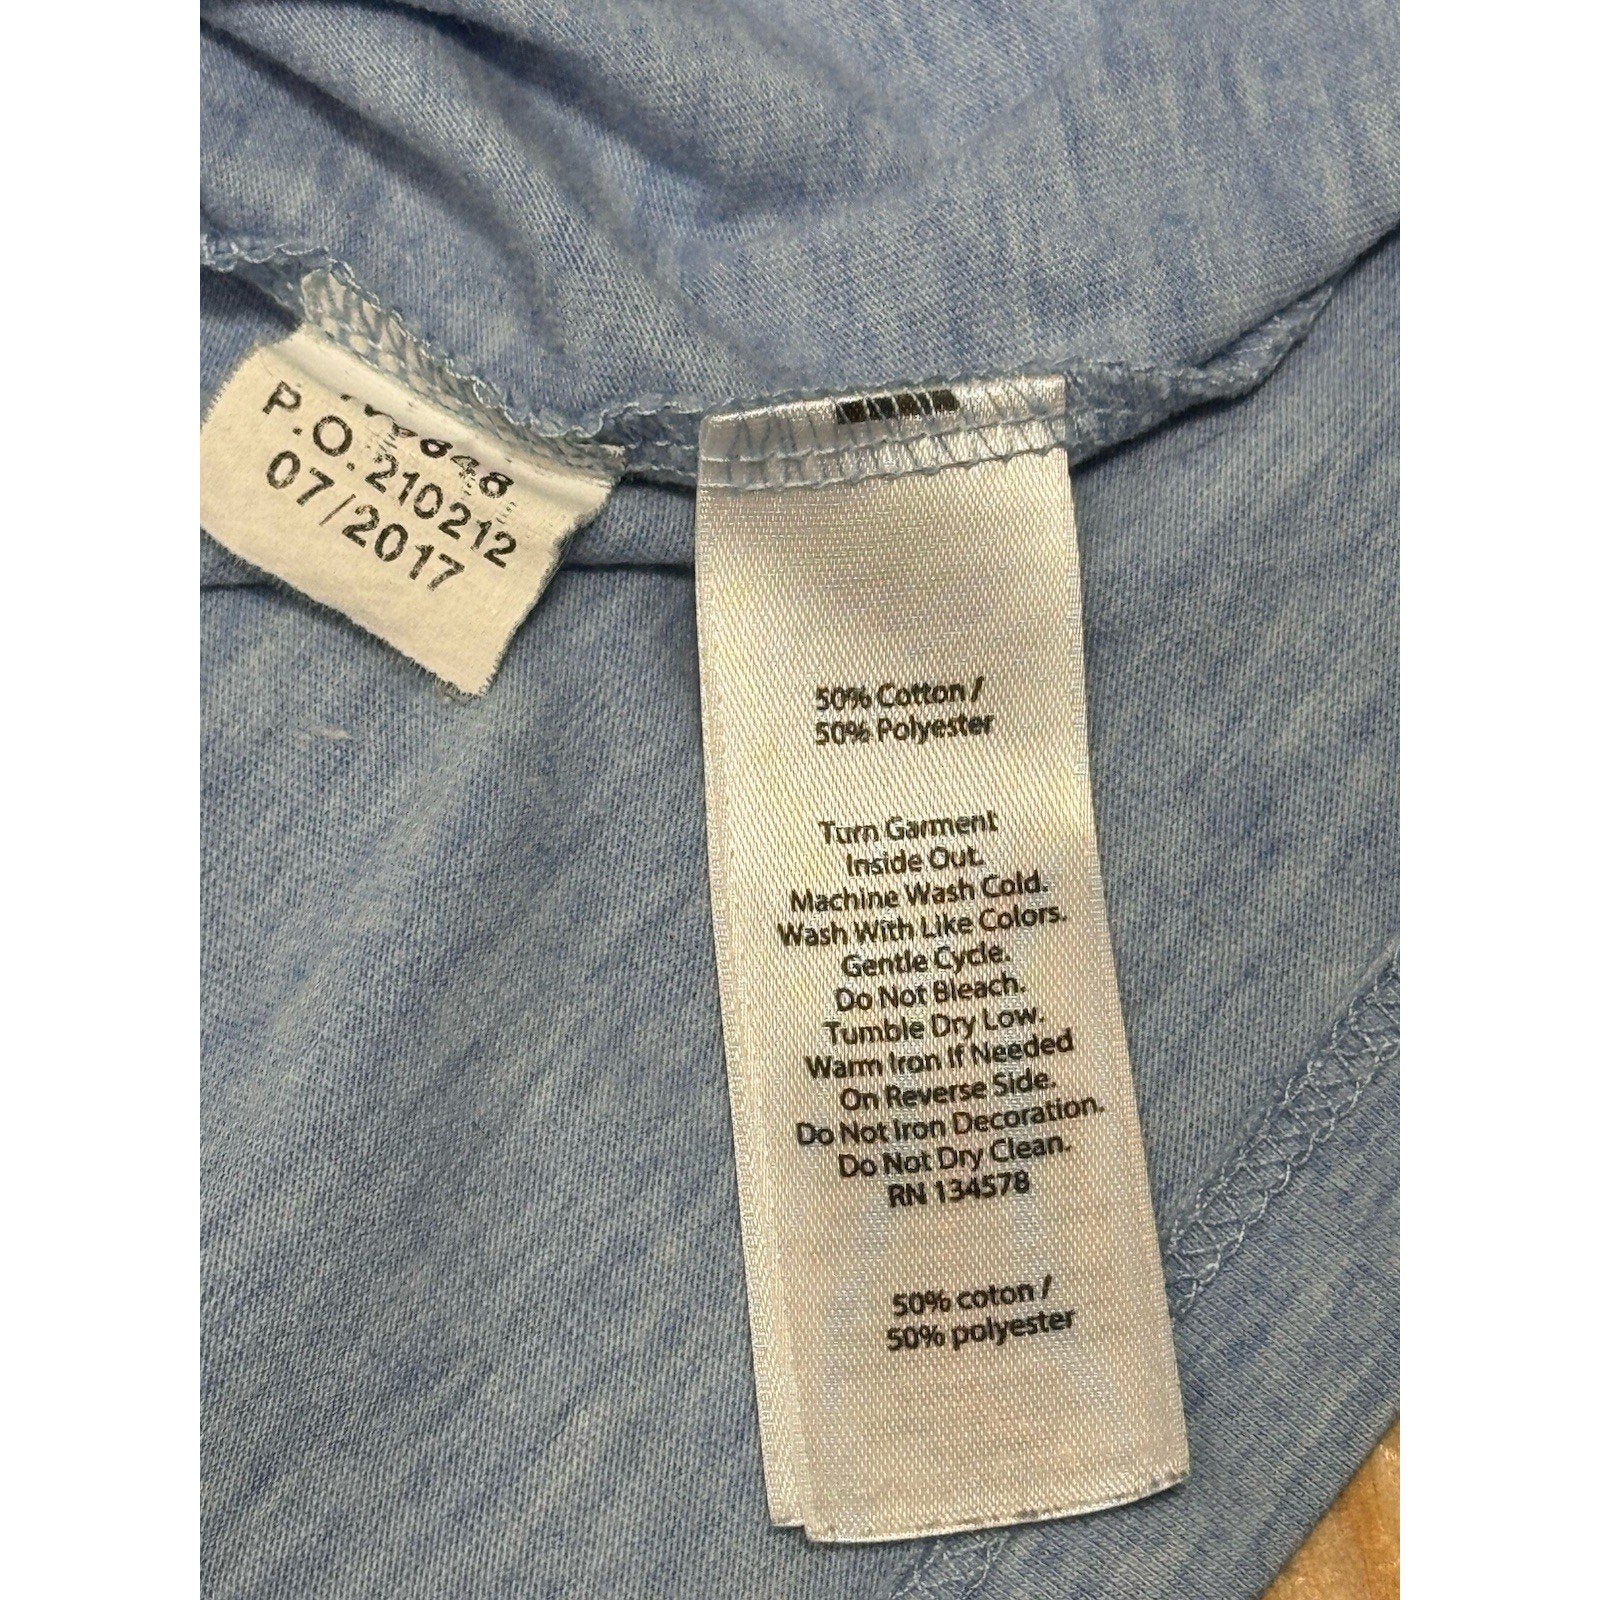 P.O.210212
07/2017
50% Cotton /
50% Polyester
Turn Garment
Inside Out.
Machine Wash Cold.
Wash With Like Colors.
Gentle Cycle.
Do Not Bleach.
Tumble Dry Low.
Warm Iron If Needed
On Reverse Side.
Do Not Iron Decoration.
Do Not Dry Clean.
RN 134578
50% coton /
50% polyester